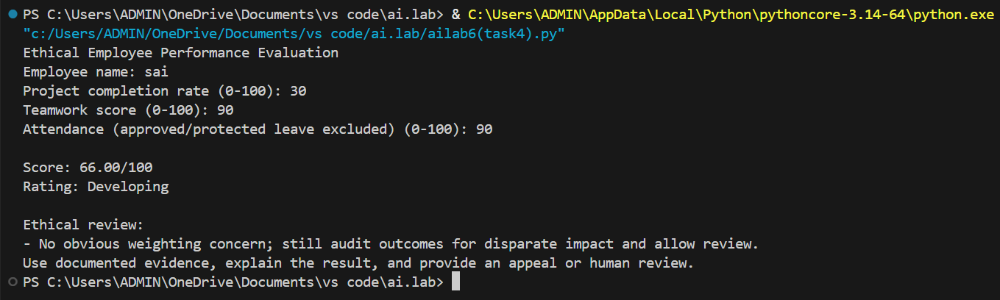 PS C:\Users\ADMIN\OneDrive\Documents\vs code\ai.lab> & C:\Users\ADMIN\AppData\Local\Python\pythoncore-3.14-64\python.exe
"c:/Users/ADMIN/OneDrive/Documents/vs code/ai.lab/ailab6(task4).py"
Ethical Employee Performance Evaluation
Employee name: sai
Project completion rate (0-100): 30
Teamwork score (0-100): 90
Attendance (approved/protected leave excluded) (0-100): 90

Score: 66.00/100
Rating: Developing

Ethical review:
- No obvious weighting concern; still audit outcomes for disparate impact and allow review.
Use documented evidence, explain the result, and provide an appeal or human review.
PS C:\Users\ADMIN\OneDrive\Documents\vs code\ai.lab>